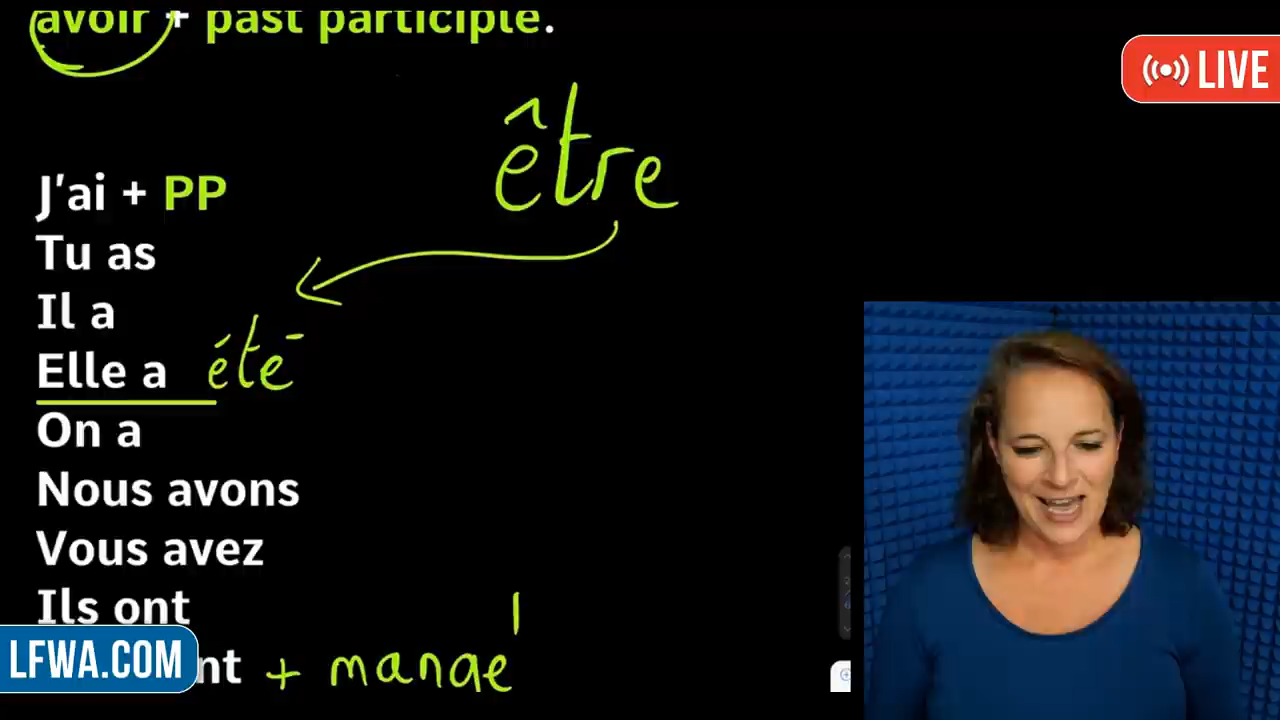 avoir + past participle.
LIVE
être
J'ai + PP
Tu as
Il a
Elle a été
On a
Nous avons
Vous avez
Ils ont
nt + mangé
LFWA.COM